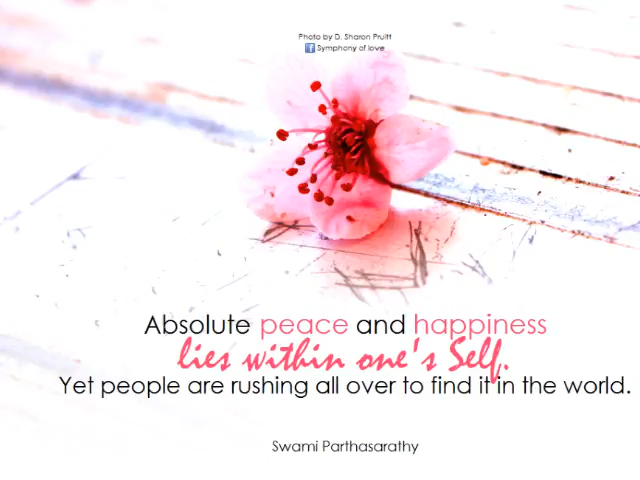 Photo by D. Sharon Pruitt
Symphony of love
Absolute peace and happiness
lies within one's Self.
Yet people are rushing all over to find it in the world.
Swami Parthasarathy